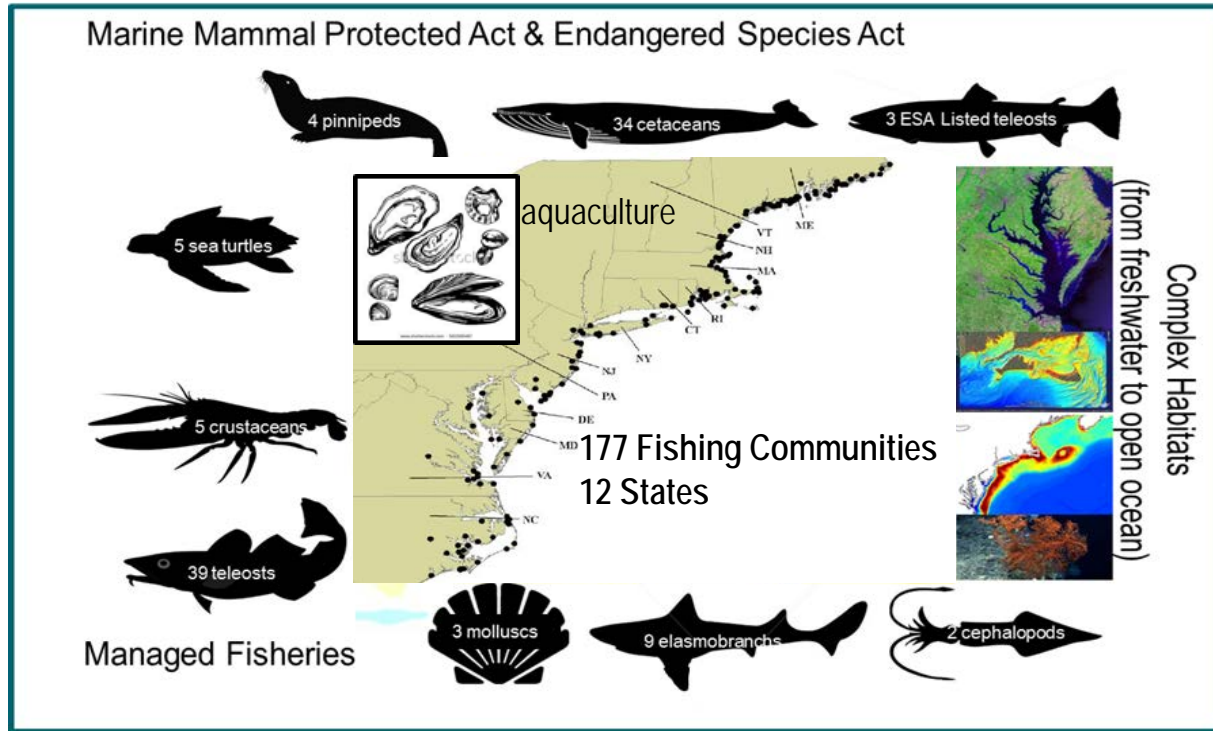 Marine Mammal Protected Act & Endangered Species Act
4 pinnipeds
34 cetaceans
3 ESA Listed teleosts
5 sea turtles
aquaculture
VT
ME
NH
MA
RI
CT
NY
NJ
PA
DE
MD
VA
NC
177 Fishing Communities
12 States
Complex Habitats
(from freshwater to open ocean)
5 crustaceans
39 teleosts
3 molluscs
9 elasmobranchs
2 cephalopods
Managed Fisheries